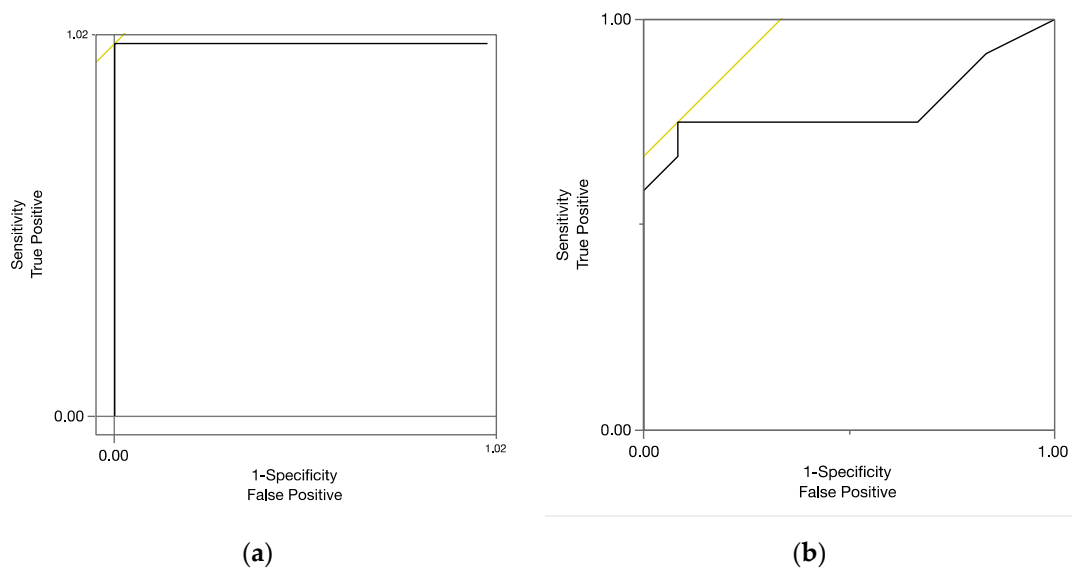 1.02
Sensitivity
True Positive
0.00
0.00
1.02
1-Specificity
False Positive
(a)
1.00
Sensitivity
True Positive
0.00
0.00
1.00
1-Specificity
False Positive
(b)